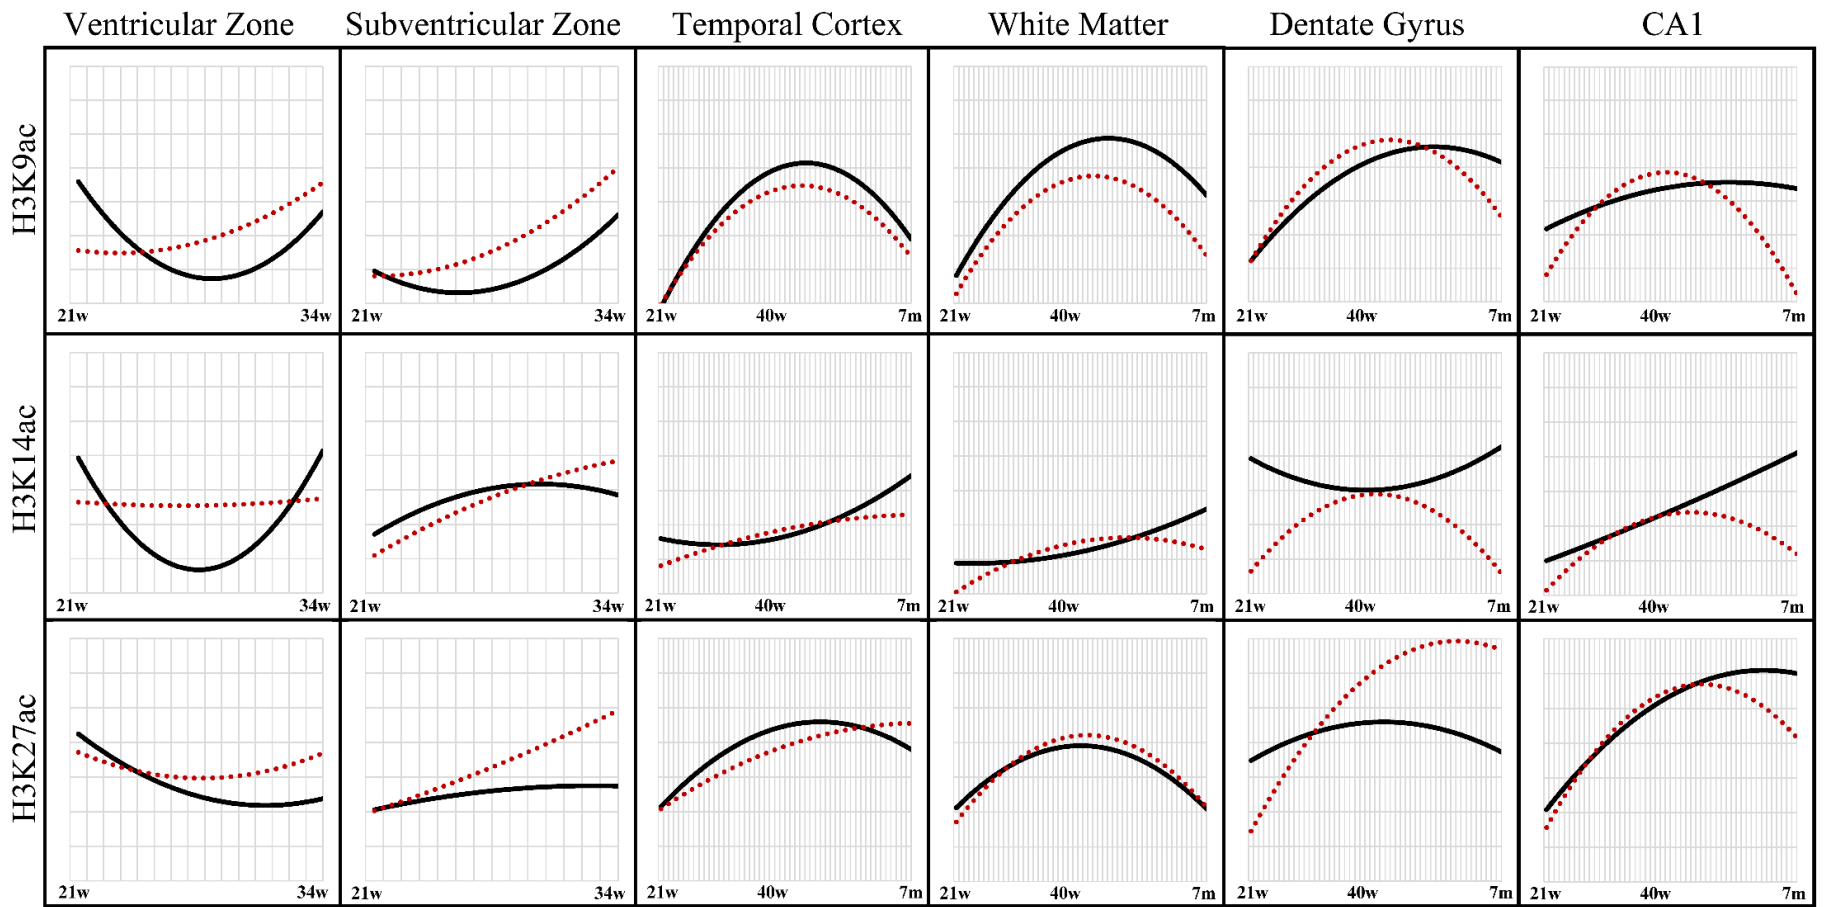 Ventricular Zone Subventricular Zone Temporal Cortex White Matter Dentate Gyrus CA1
H3K9ac
21w 34w 21w 34w 21w 40w 7m 21w 40w 7m 21w 40w 7m 21w 40w 7m
H3K14ac
21w 34w 21w 34w 21w 40w 7m 21w 40w 7m 21w 40w 7m 21w 40w 7m
H3K27ac
21w 34w 21w 34w 21w 40w 7m 21w 40w 7m 21w 40w 7m 21w 40w 7m